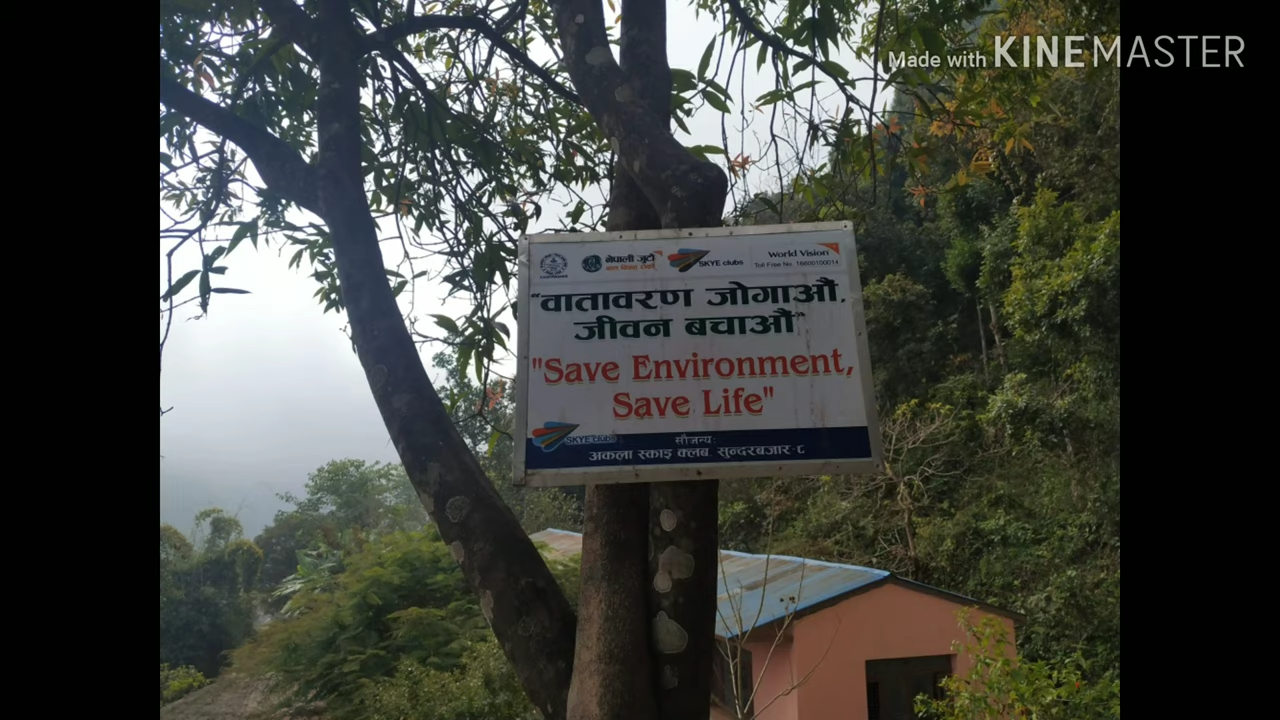 Made with KINEMASTER
नेपाली जुटौं
SKYE clubs
World Vision
Toll Free No. 16600100014
"वातावरण जोगाऔं,
जीवन बचाऔं"
"Save Environment,
Save Life"
SKYE clubs
सौजन्य:
अकला स्काइ क्लब, सुन्दरबजार-८